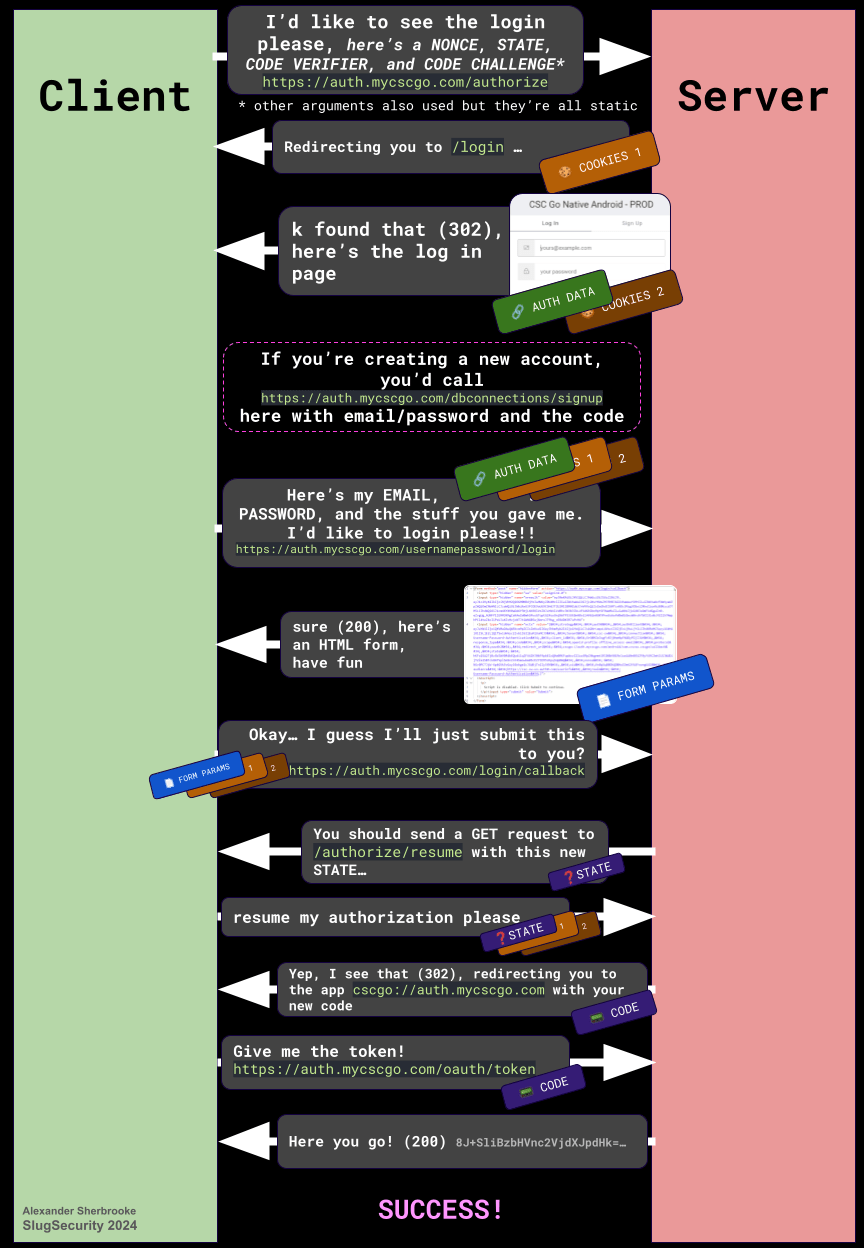 I’d like to see the login
please, here’s a NONCE, STATE,
CODE VERIFIER, and CODE CHALLENGE*
https://auth.mycscgo.com/authorize
Client
Server
* other arguments also used but they’re all static
Redirecting you to /login …
COOKIES 1
k found that (302),
here’s the log in
page
CSC Go Native Android - PROD
Log In Sign Up
yours@example.com
your password
AUTH DATA
COOKIES 2
If you’re creating a new account,
you’d call
https://auth.mycscgo.com/dbconnections/signup
here with email/password and the code
AUTH DATA
S 1
2
Here’s my EMAIL,
PASSWORD, and the stuff you gave me.
I’d like to login please!!
https://auth.mycscgo.com/usernamepassword/login
sure (200), here’s
an HTML form,
have fun
FORM PARAMS
Okay… I guess I’ll just submit this
to you?
https://auth.mycscgo.com/login/callback
FORM PARAMS
1
2
You should send a GET request to
/authorize/resume with this new
STATE…
❓STATE
resume my authorization please
❓STATE
1
2
Yep, I see that (302), redirecting you to
the app cscgo://auth.mycscgo.com with your
new code
CODE
Give me the token!
https://auth.mycscgo.com/oauth/token
CODE
Here you go! (200) 8J+SliBzbHVnc2VjdXJpdHk=…
SUCCESS!
Alexander Sherbrooke
SlugSecurity 2024